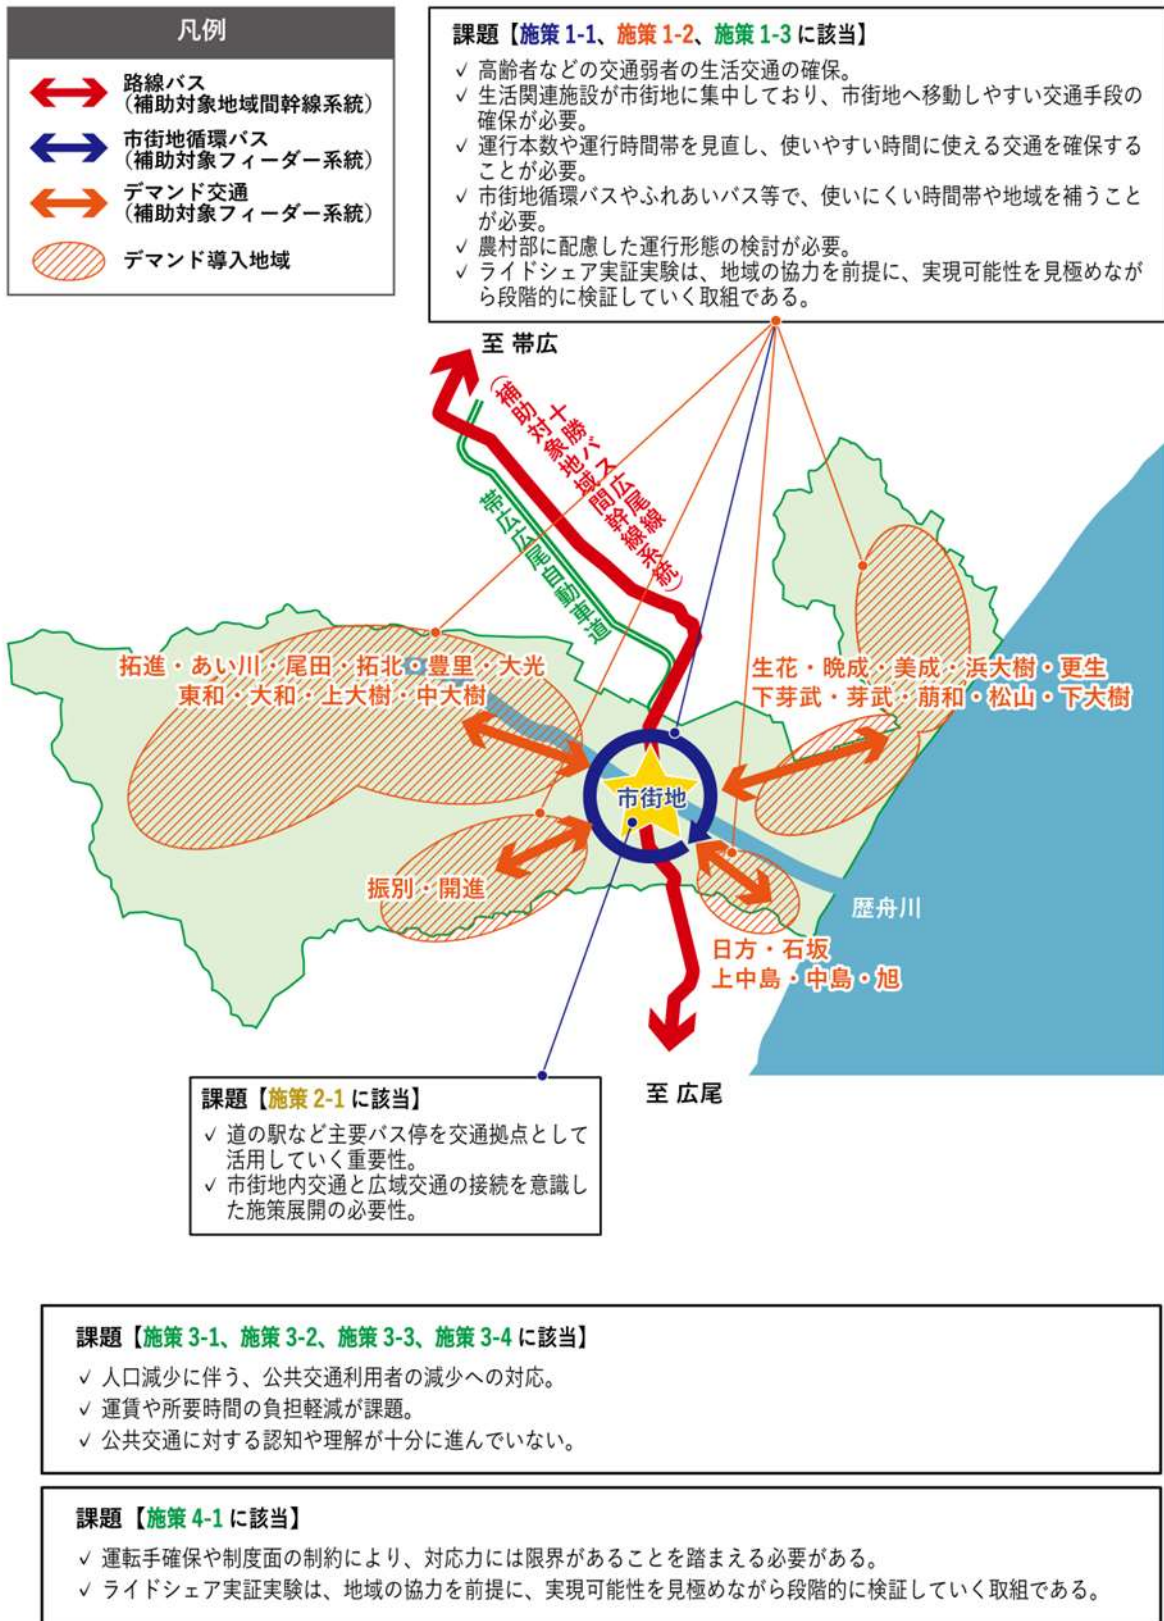 凡例
路線バス
（補助対象地域間幹線系統）
市街地循環バス
（補助対象フィーダー系統）
デマンド交通
（補助対象フィーダー系統）
デマンド導入地域
課題【施策 1-1、施策 1-2、施策 1-3 に該当】
✓ 高齢者などの交通弱者の生活交通の確保。
✓ 生活関連施設が市街地に集中しており、市街地へ移動しやすい交通手段の
確保が必要。
✓ 運行本数や運行時間帯を見直し、使いやすい時間に使える交通を確保する
ことが必要。
✓ 市街地循環バスやふれあいバス等で、使いにくい時間帯や地域を補うこと
が必要。
✓ 農村部に配慮した運行形態の検討が必要。
✓ ライドシェア実証実験は、地域の協力を前提に、実現可能性を見極めなが
ら段階的に検証していく取組である。
至 帯広
十勝バス広尾線
（補助対象地域間幹線系統）
帯広広尾自動車道
拓進・あい川・尾田・拓北・豊里・大光
東和・大和・上大樹・中大樹
生花・晩成・美成・浜大樹・更生
下芽武・芽武・萠和・松山・下大樹
市街地
振別・開進
歴舟川
日方・石坂
上中島・中島・旭
至 広尾
課題【施策 2-1 に該当】
✓ 道の駅など主要バス停を交通拠点として
活用していく重要性。
✓ 市街地内交通と広域交通の接続を意識し
た施策展開の必要性。
課題【施策 3-1、施策 3-2、施策 3-3、施策 3-4 に該当】
✓ 人口減少に伴う、公共交通利用者の減少への対応。
✓ 運賃や所要時間の負担軽減が課題。
✓ 公共交通に対する認知や理解が十分に進んでいない。
課題【施策 4-1 に該当】
✓ 運転手確保や制度面の制約により、対応力には限界があることを踏まえる必要がある。
✓ ライドシェア実証実験は、地域の協力を前提に、実現可能性を見極めながら段階的に検証していく取組である。